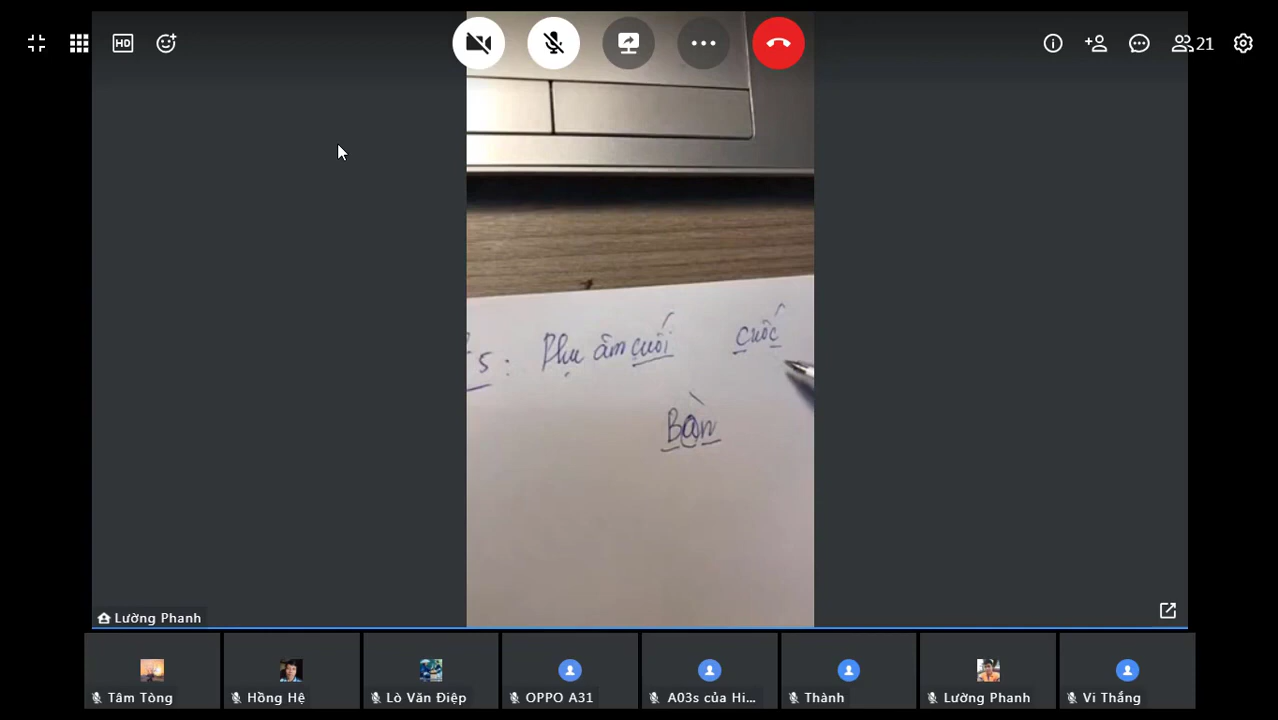 HD
21
5: Phụ âm cuối cuốc
Bàn
Lường Phanh
Tâm Tòng
Hồng Hệ
Lò Văn Điệp
OPPO A31
A03s của Hi...
Thành
Lường Phanh
Vi Thắng